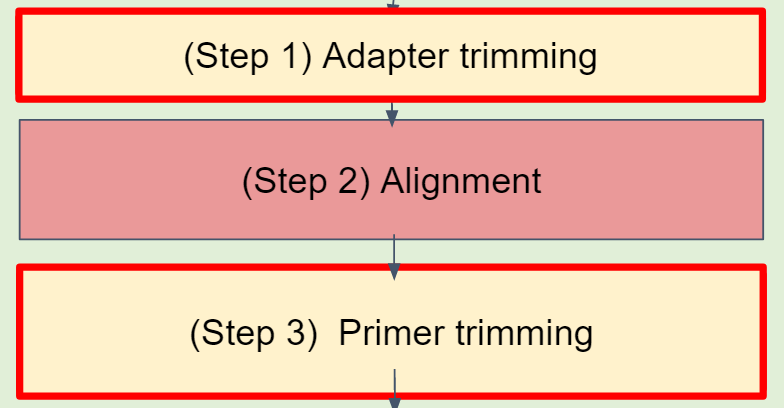 (Step 1) Adapter trimming
(Step 2) Alignment
(Step 3)  Primer trimming